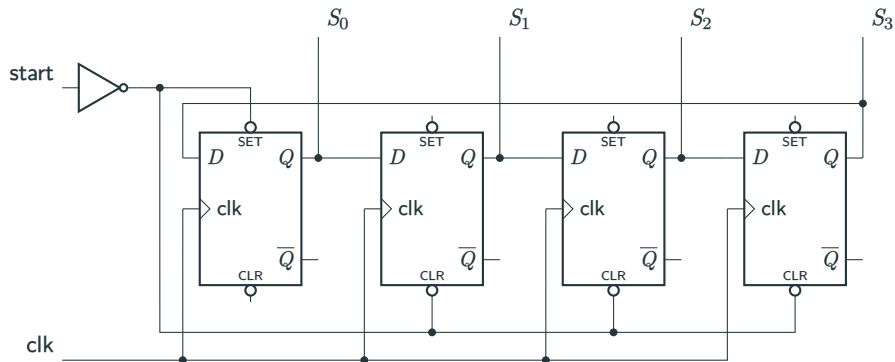 S₀ S₁ S₂ S₃
start
SET SET SET SET
D Q D Q D Q D Q
clk clk clk clk
Q̅ Q̅ Q̅ Q̅
CLR CLR CLR CLR
clk